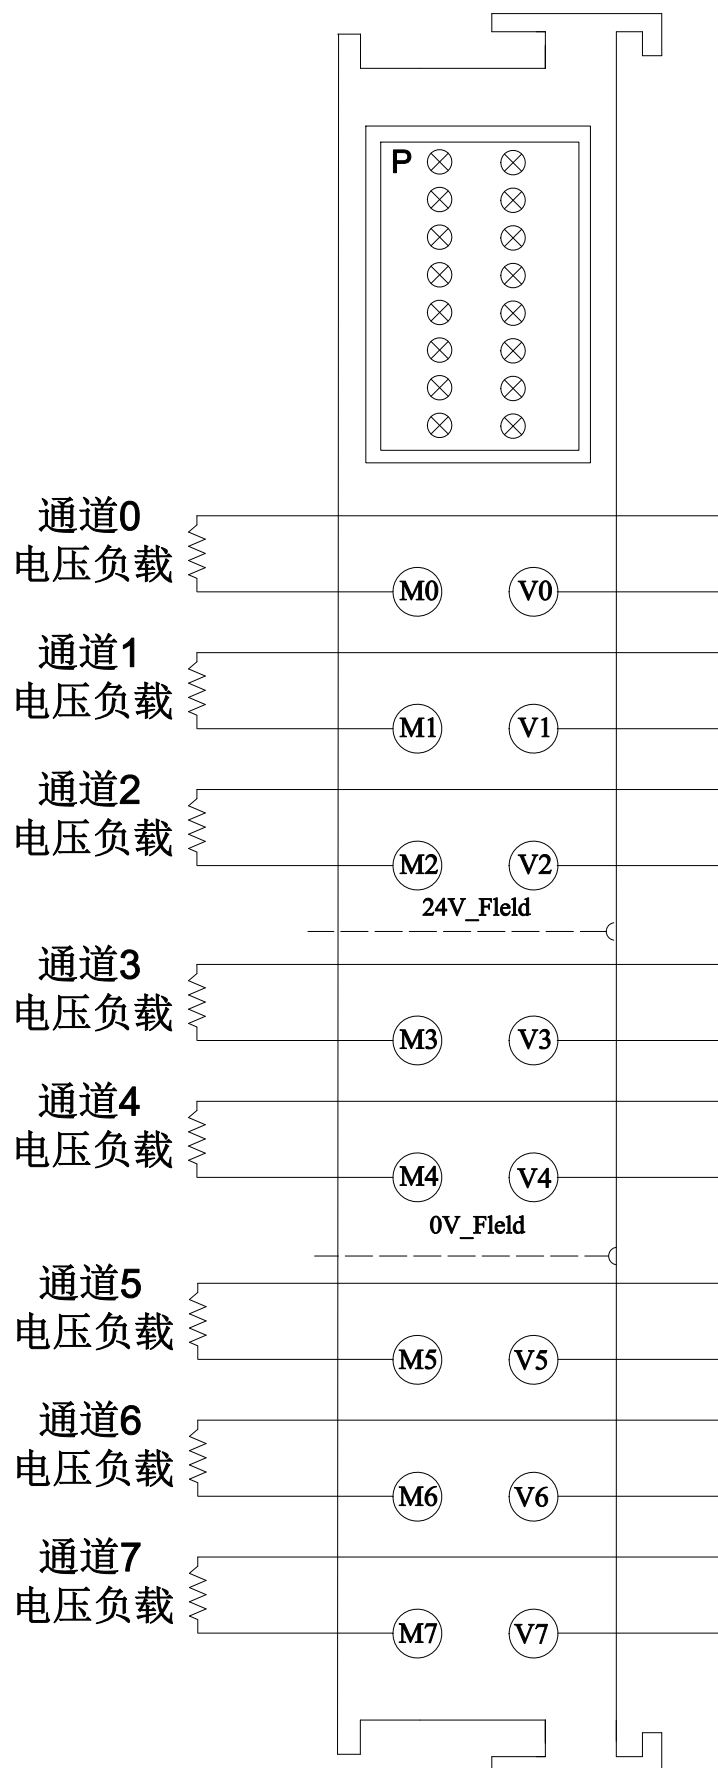 P
通道0
电压负载
M0 V0
通道1
电压负载
M1 V1
通道2
电压负载
M2 V2
24V_Fleld
通道3
电压负载
M3 V3
通道4
电压负载
M4 V4
0V_Fleld
通道5
电压负载
M5 V5
通道6
电压负载
M6 V6
通道7
电压负载
M7 V7